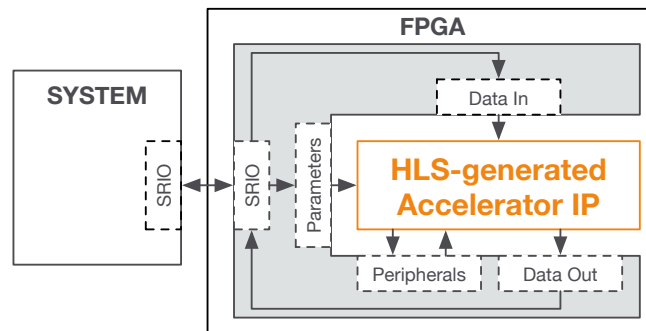 FPGA
SYSTEM
Data In
SRIO
SRIO
Parameters
HLS-generated
Accelerator IP
Peripherals
Data Out